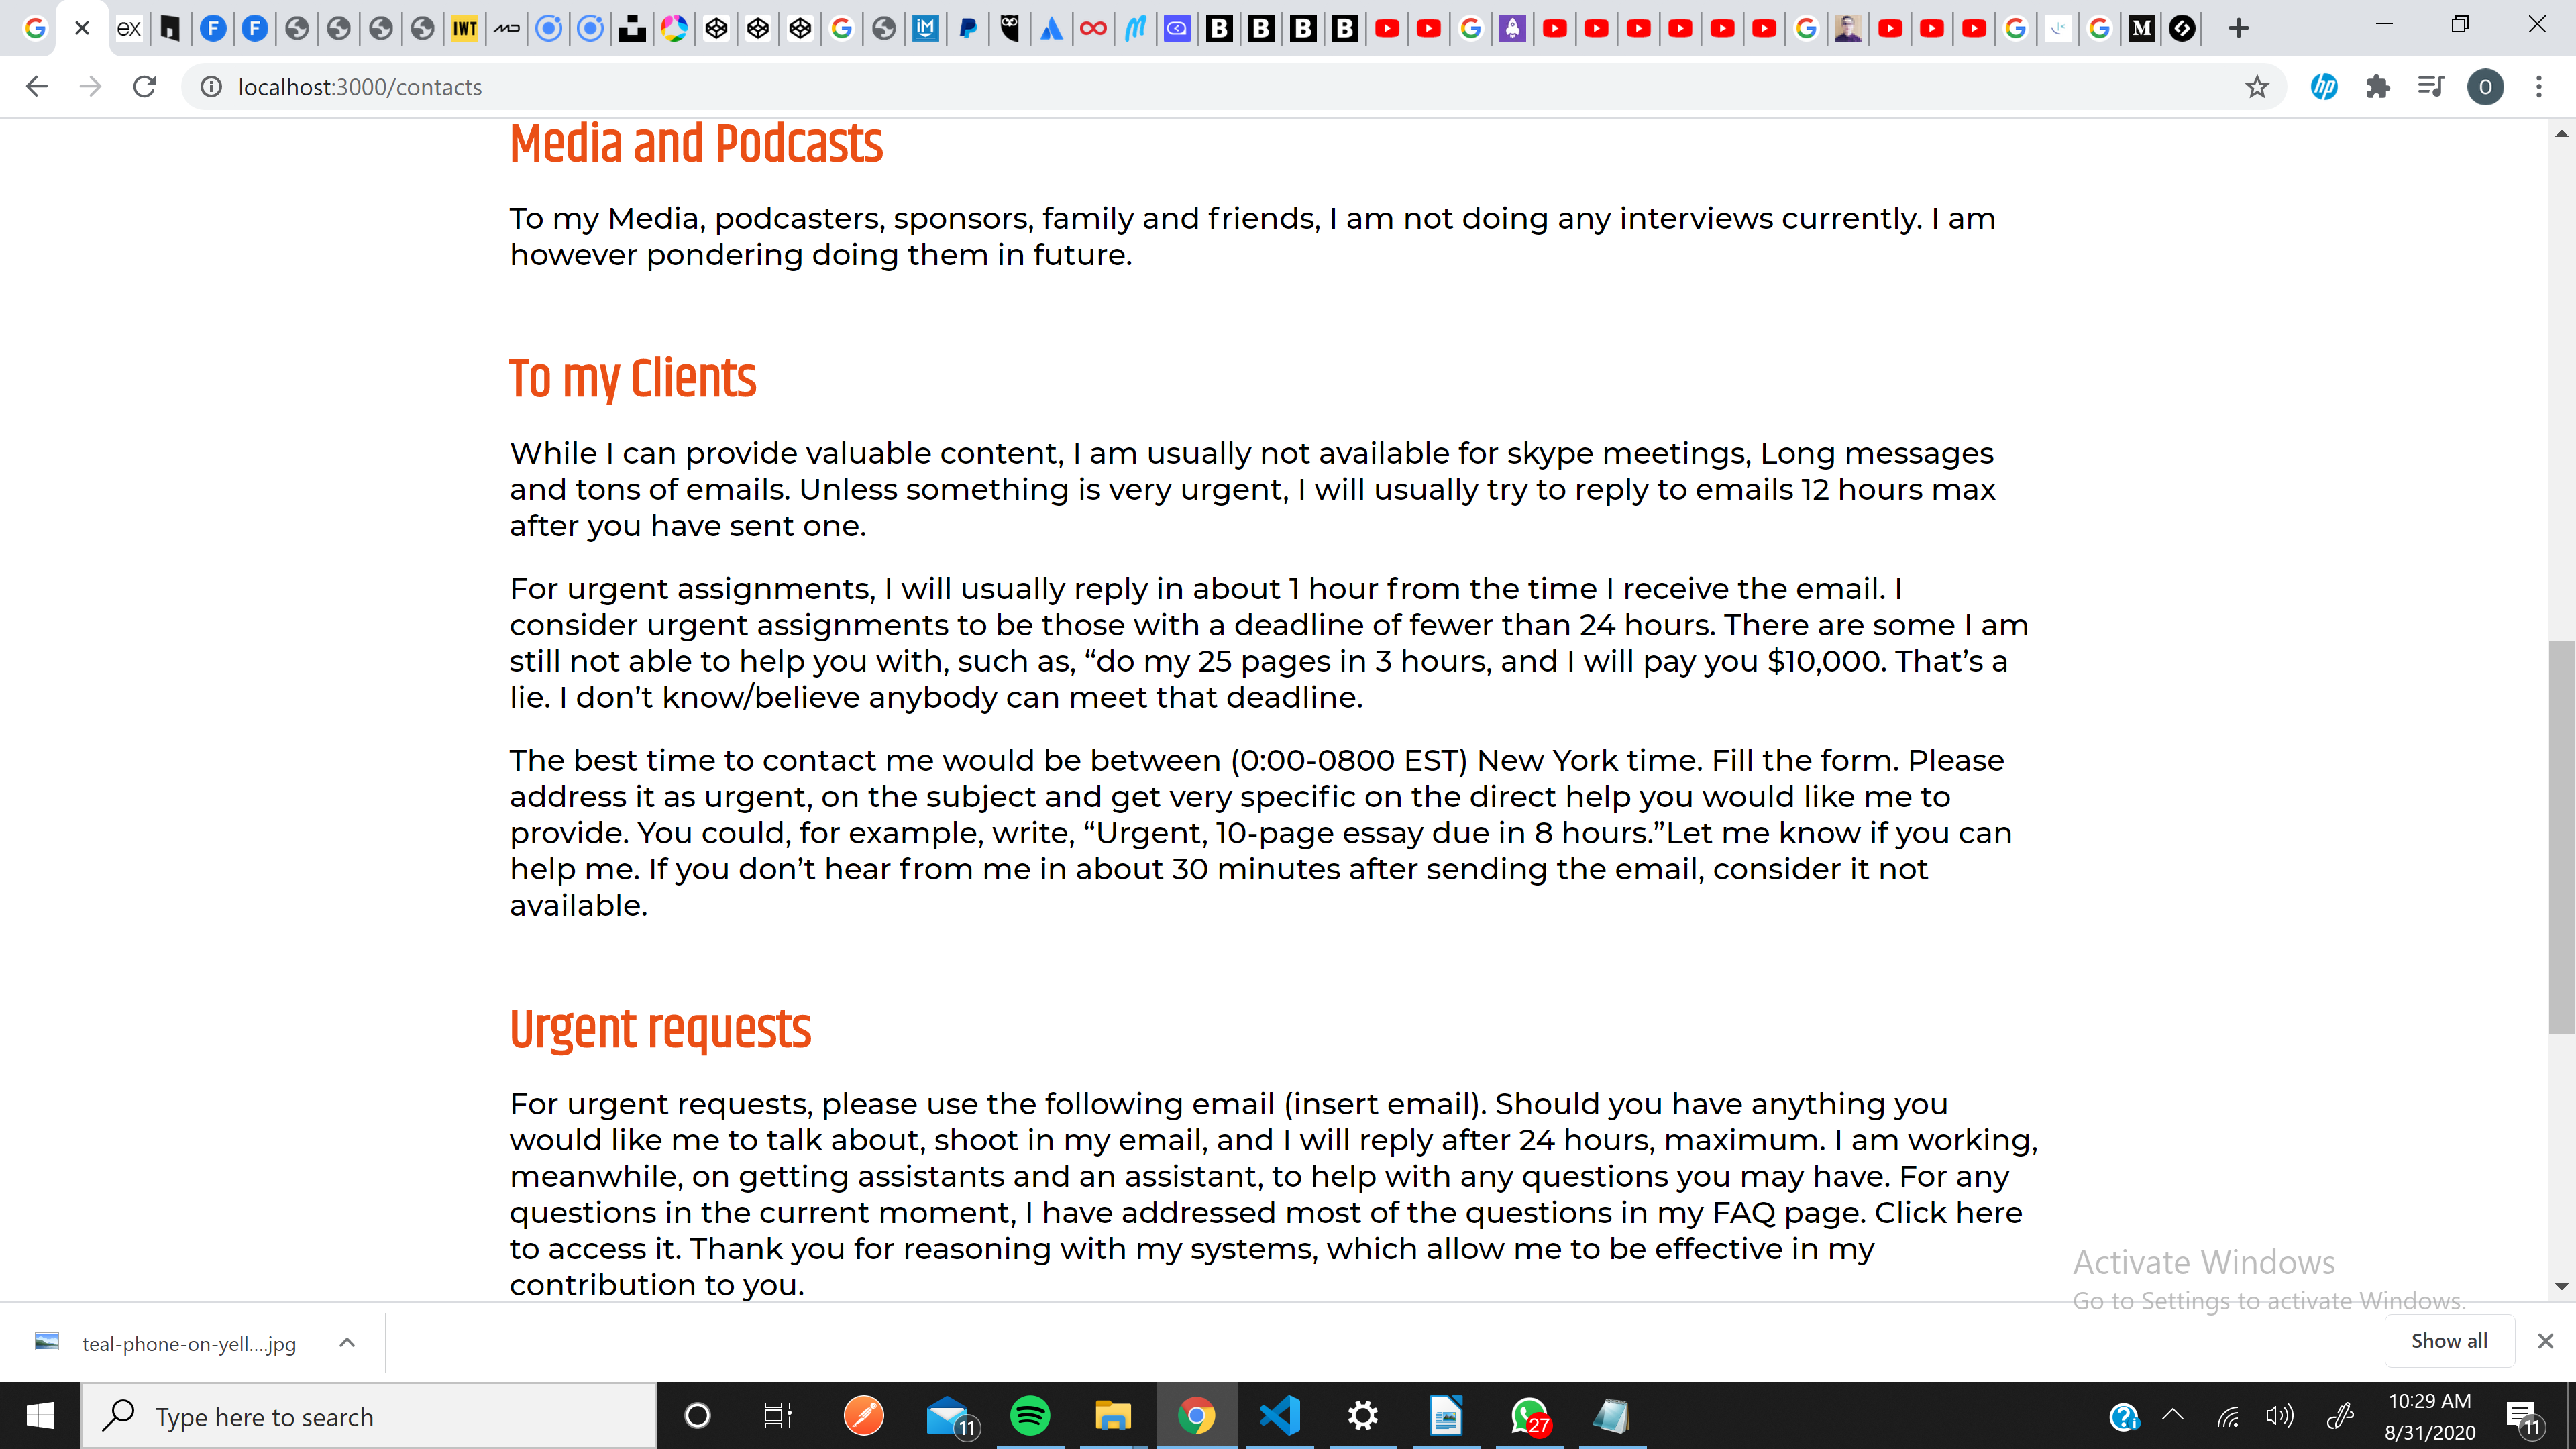 G F F IWT MD iM B B B B G G G G M
localhost:3000/contacts
hp
O
Media and Podcasts
To my Media, podcasters, sponsors, family and friends, I am not doing any interviews currently. I am
however pondering doing them in future.
To my Clients
While I can provide valuable content, I am usually not available for skype meetings, Long messages
and tons of emails. Unless something is very urgent, I will usually try to reply to emails 12 hours max
after you have sent one.
For urgent assignments, I will usually reply in about 1 hour from the time I receive the email. I
consider urgent assignments to be those with a deadline of fewer than 24 hours. There are some I am
still not able to help you with, such as, “do my 25 pages in 3 hours, and I will pay you $10,000. That’s a
lie. I don’t know/believe anybody can meet that deadline.
The best time to contact me would be between (0:00-0800 EST) New York time. Fill the form. Please
address it as urgent, on the subject and get very specific on the direct help you would like me to
provide. You could, for example, write, “Urgent, 10-page essay due in 8 hours.”Let me know if you can
help me. If you don’t hear from me in about 30 minutes after sending the email, consider it not
available.
Urgent requests
For urgent requests, please use the following email (insert email). Should you have anything you
would like me to talk about, shoot in my email, and I will reply after 24 hours, maximum. I am working,
meanwhile, on getting assistants and an assistant, to help with any questions you may have. For any
questions in the current moment, I have addressed most of the questions in my FAQ page. Click here
to access it. Thank you for reasoning with my systems, which allow me to be effective in my
contribution to you.
Activate Windows
Go to Settings to activate Windows.
teal-phone-on-yell....jpg
Show all
Type here to search
11
27
10:29 AM
8/31/2020
11